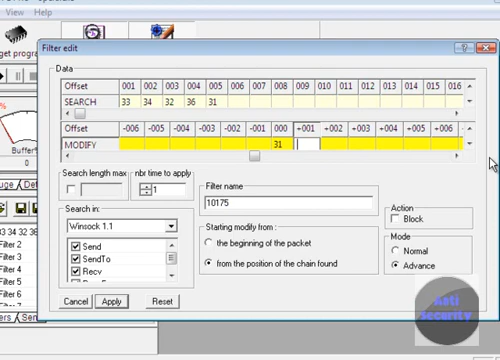 View Help
get progra
Buffer%
0
Filter edit
Data
Offset 001 002 003 004 005 006 007 008 009 010 011 012 013 014 015 016
SEARCH 33 34 32 36 31
Offset -006 -005 -004 -003 -002 -001 000 +001 +002 +003 +004 +005 +006
MODIFY 31
Search length max
nbr time to apply
1
Filter name
10175
Search in:
Winsock 1.1
Send
SendTo
Recv
Starting modify from :
the beginning of the packet
from the position of the chain found
Action
Block
Mode
Normal
Advance
Cancel Apply Reset
33 34 32 36
Filter 2
Filter 3
Filter 4
Filter 5
Filter 6
security